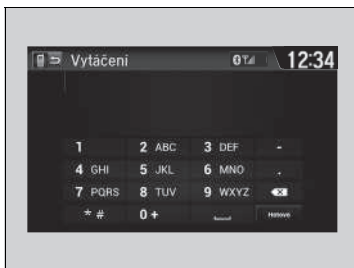 Vytáčení 12:34
1 2 ABC 3 DEF -
4 GHI 5 JKL 6 MNO .
7 PQRS 8 TUV 9 WXYZ
* # 0 + Hotovo